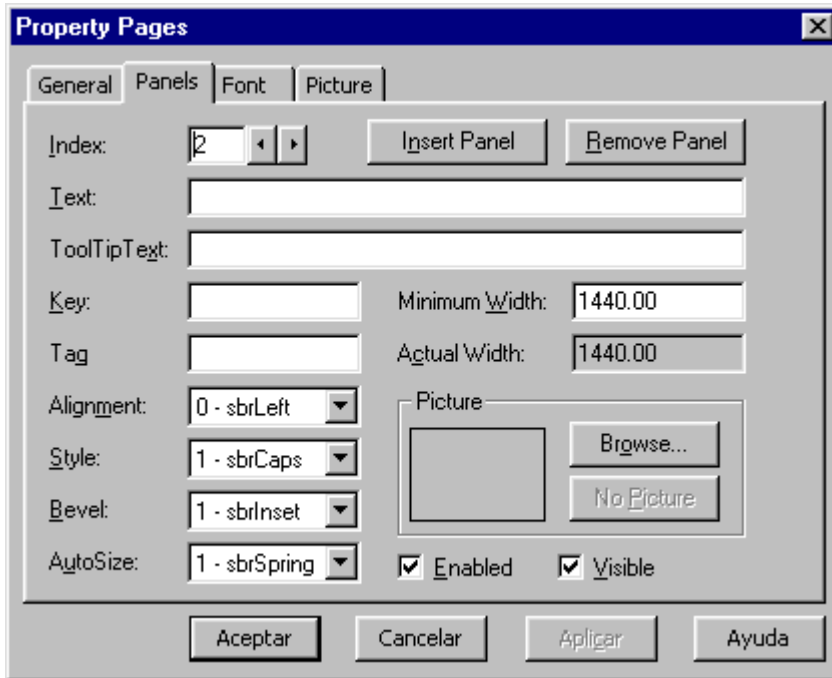 Property Pages
General Panels Font Picture
Index: 2 Insert Panel Remove Panel
Text:
ToolTipText:
Key: Minimum Width: 1440.00
Tag Actual Width: 1440.00
Alignment: 0 - sbrLeft Picture
Style: 1 - sbrCaps Browse...
Bevel: 1 - sbrInset No Picture
AutoSize: 1 - sbrSpring Enabled Visible
Aceptar Cancelar Aplicar Ayuda